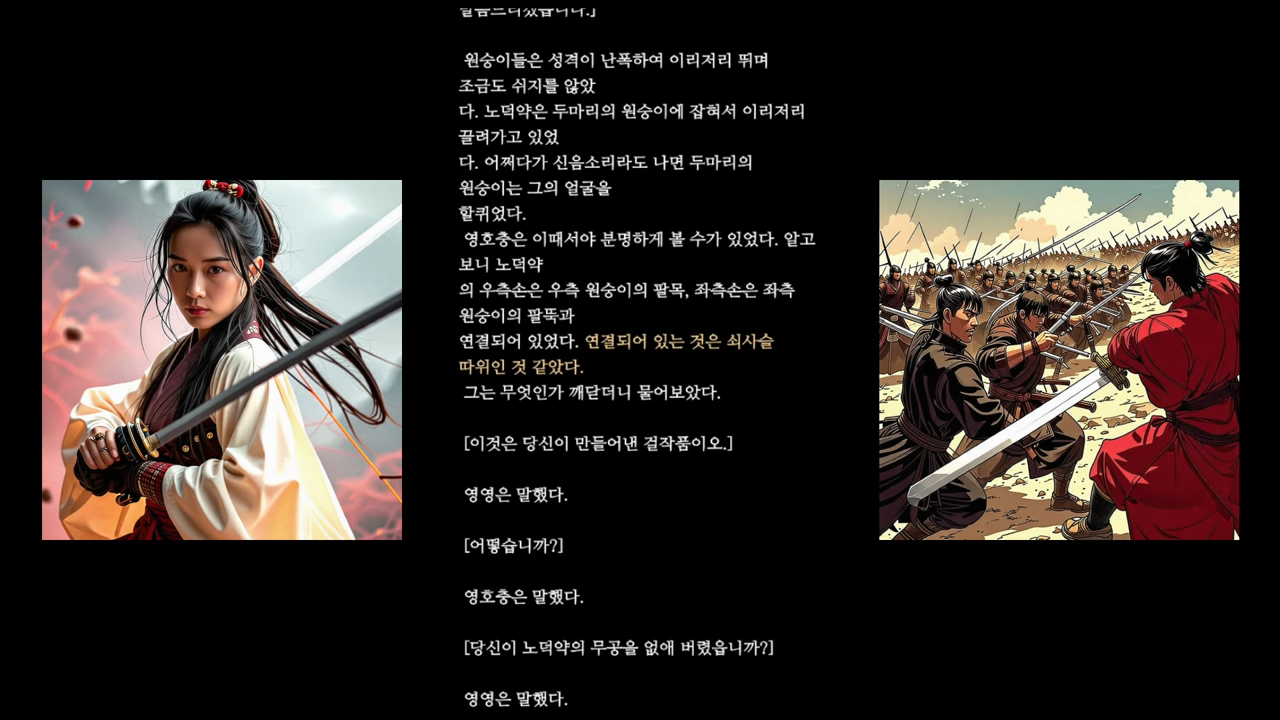 말씀드리겠습니다.]
원숭이들은 성격이 난폭하여 이리저리 뛰며
조금도 쉬지를 않았
다. 노덕약은 두마리의 원숭이에 잡혀서 이리저리
끌려가고 있었
다. 어쩌다가 신음소리라도 나면 두마리의
원숭이는 그의 얼굴을
할퀴었다.
영호충은 이때서야 분명하게 볼 수가 있었다. 알고
보니 노덕약
의 우측손은 우측 원숭이의 팔목, 좌측손은 좌측
원숭이의 팔뚝과
연결되어 있었다. 연결되어 있는 것은 쇠사슬
따위인 것 같았다.
그는 무엇인가 깨닫더니 물어보았다.
[이것은 당신이 만들어낸 걸작품이오.]
영영은 말했다.
[어떻습니까?]
영호충은 말했다.
[당신이 노덕약의 무공을 없애 버렸읍니까?]
영영은 말했다.